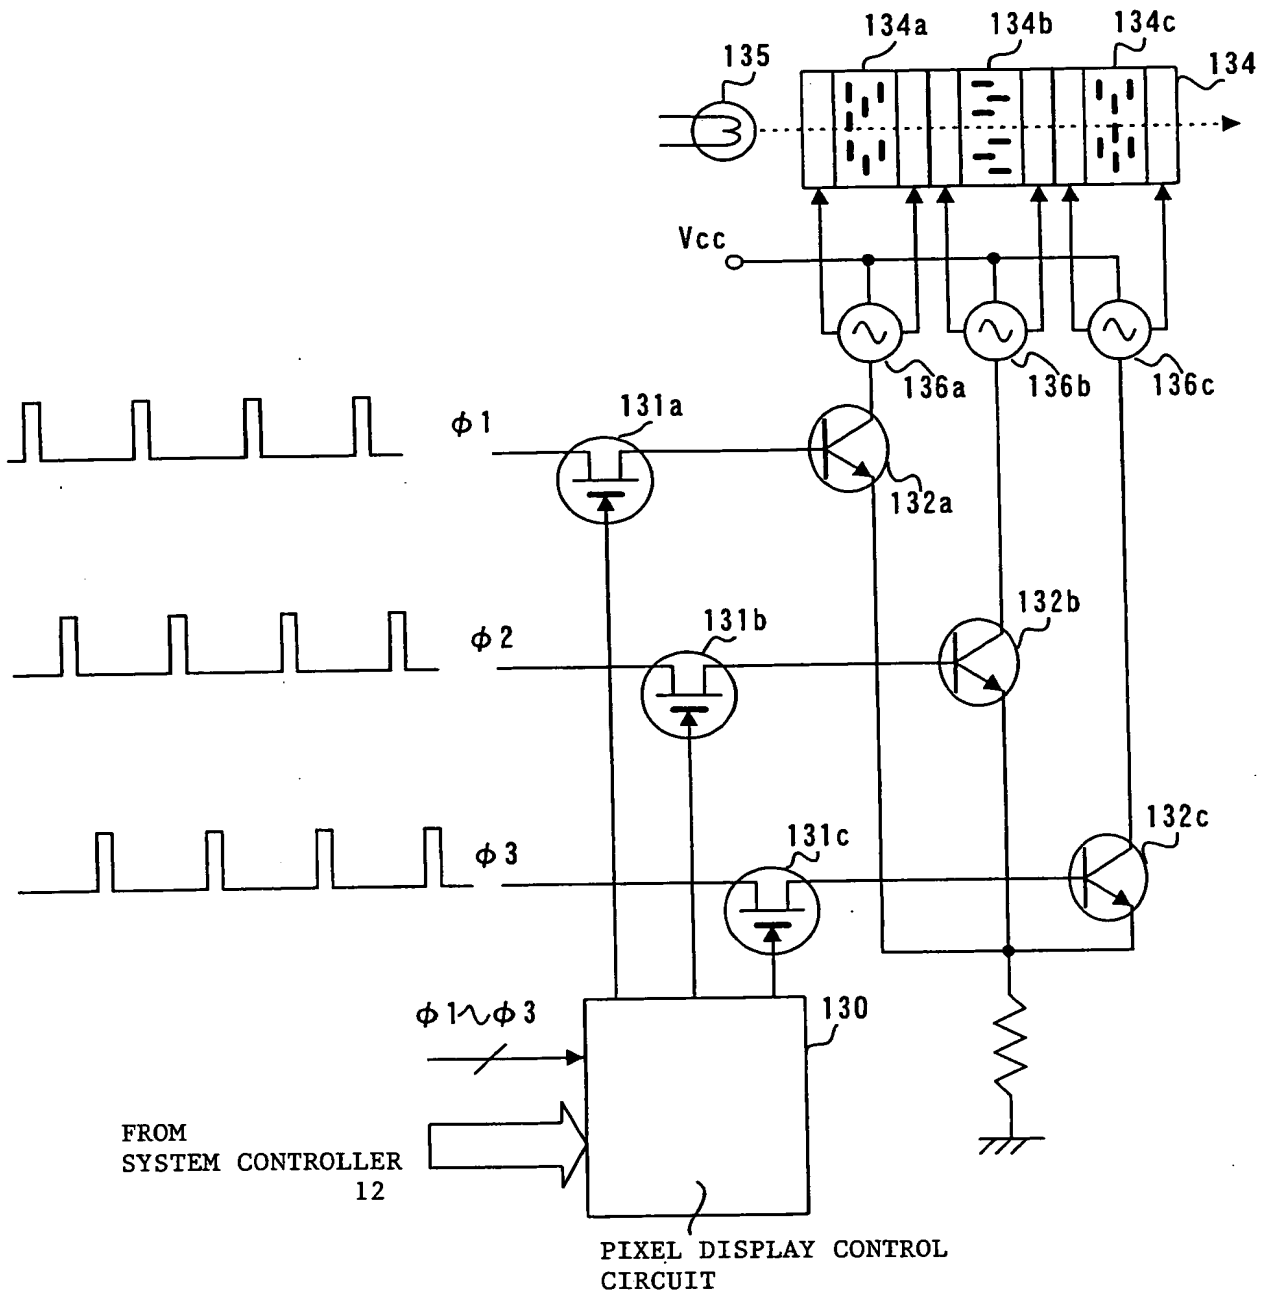 134a
134b
134c
135
134
Vcc
136a
136b
136c
131a
ϕ1
132a
131b
132b
ϕ2
131c
132c
ϕ3
ϕ1~ϕ3
130
FROM
SYSTEM CONTROLLER
12
PIXEL DISPLAY CONTROL
CIRCUIT